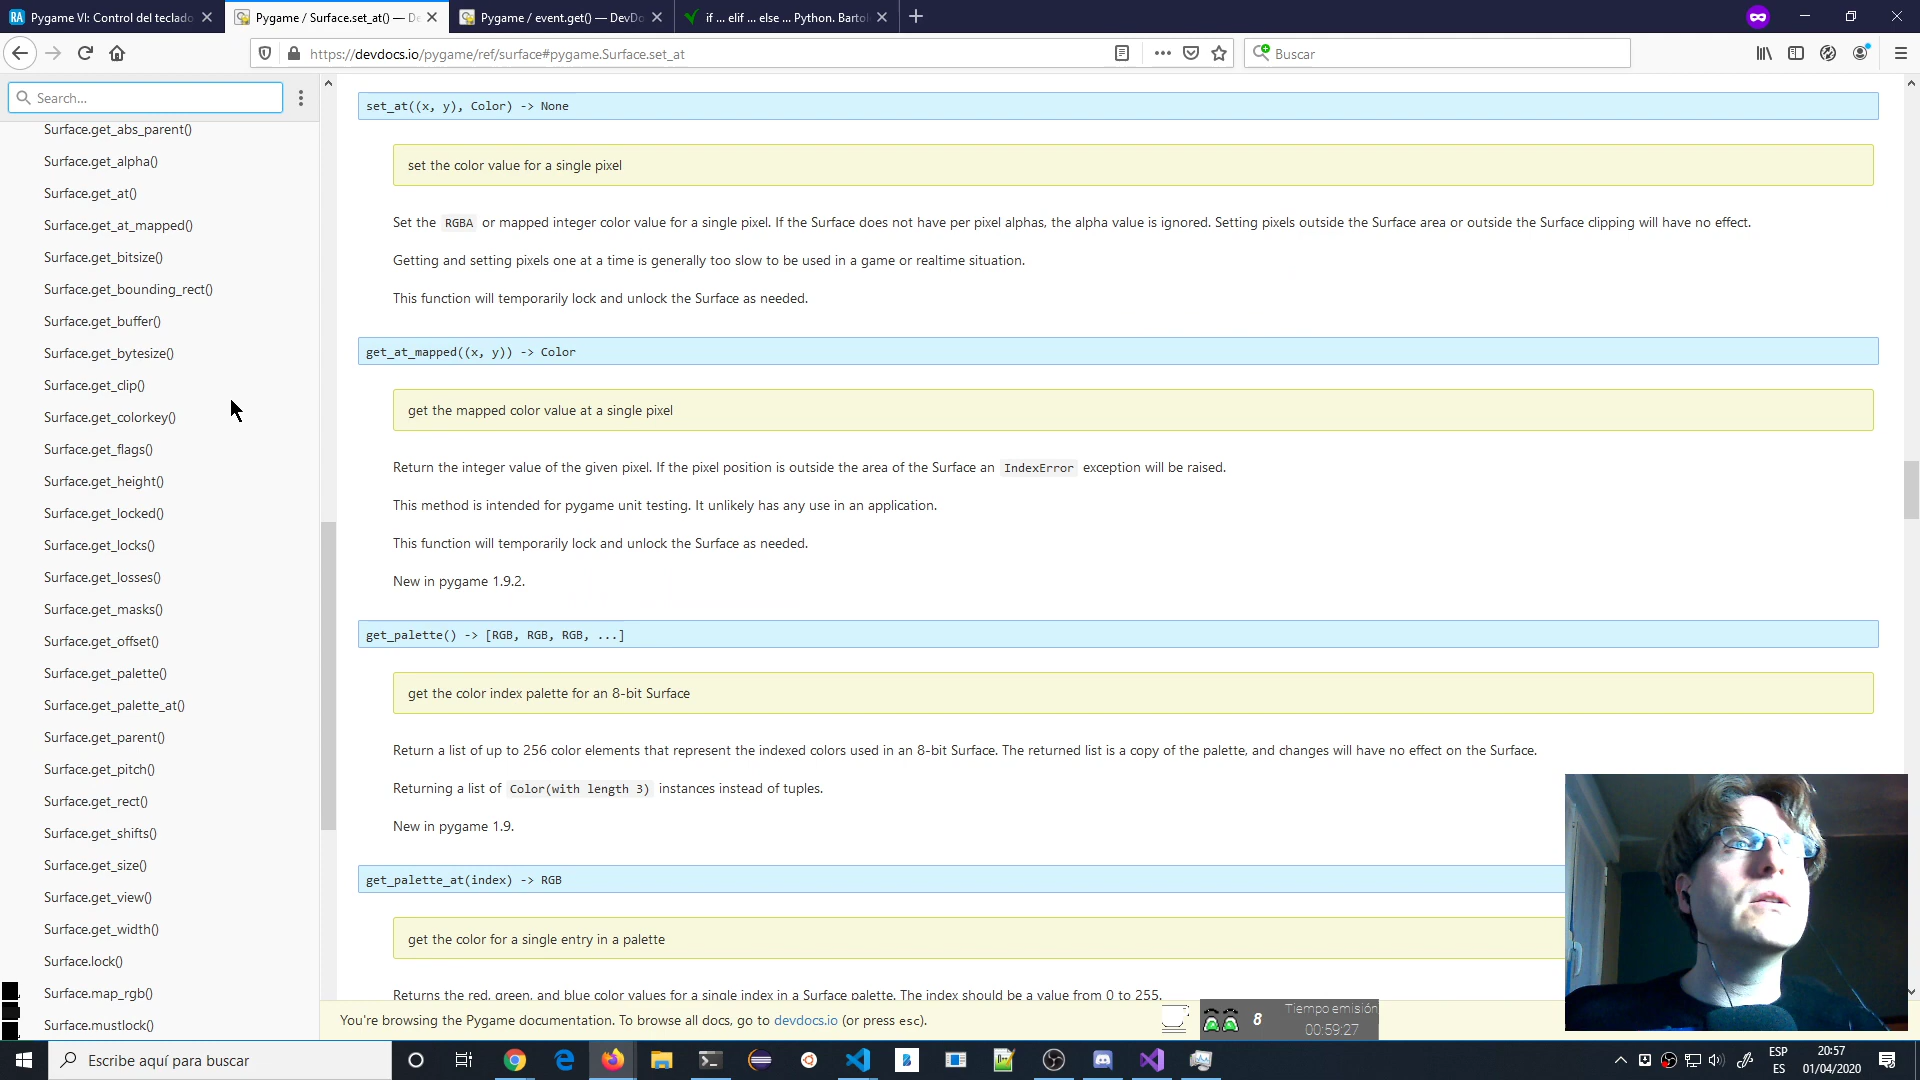 Pygame VI: Control del teclado
Pygame / Surface.set_at() — De
Pygame / event.get() — DevDo
if ... elif ... else ... Python. Bartol
https://devdocs.io/pygame/ref/surface#pygame.Surface.set_at
Buscar
Search...
Surface.get_abs_parent()
Surface.get_alpha()
Surface.get_at()
Surface.get_at_mapped()
Surface.get_bitsize()
Surface.get_bounding_rect()
Surface.get_buffer()
Surface.get_bytesize()
Surface.get_clip()
Surface.get_colorkey()
Surface.get_flags()
Surface.get_height()
Surface.get_locked()
Surface.get_locks()
Surface.get_losses()
Surface.get_masks()
Surface.get_offset()
Surface.get_palette()
Surface.get_palette_at()
Surface.get_parent()
Surface.get_pitch()
Surface.get_rect()
Surface.get_shifts()
Surface.get_size()
Surface.get_view()
Surface.get_width()
Surface.lock()
Surface.map_rgb()
Surface.mustlock()
set_at((x, y), Color) -> None
set the color value for a single pixel
Set the RGBA or mapped integer color value for a single pixel. If the Surface does not have per pixel alphas, the alpha value is ignored. Setting pixels outside the Surface area or outside the Surface clipping will have no effect.
Getting and setting pixels one at a time is generally too slow to be used in a game or realtime situation.
This function will temporarily lock and unlock the Surface as needed.
get_at_mapped((x, y)) -> Color
get the mapped color value at a single pixel
Return the integer value of the given pixel. If the pixel position is outside the area of the Surface an IndexError exception will be raised.
This method is intended for pygame unit testing. It unlikely has any use in an application.
This function will temporarily lock and unlock the Surface as needed.
New in pygame 1.9.2.
get_palette() -> [RGB, RGB, RGB, ...]
get the color index palette for an 8-bit Surface
Return a list of up to 256 color elements that represent the indexed colors used in an 8-bit Surface. The returned list is a copy of the palette, and changes will have no effect on the Surface.
Returning a list of Color(with length 3) instances instead of tuples.
New in pygame 1.9.
get_palette_at(index) -> RGB
get the color for a single entry in a palette
Returns the red, green, and blue color values for a single index in a Surface palette. The index should be a value from 0 to 255.
You're browsing the Pygame documentation. To browse all docs, go to devdocs.io (or press esc).
8
Tiempo emisión
00:59:27
Escribe aquí para buscar
ESP
ES
20:57
01/04/2020